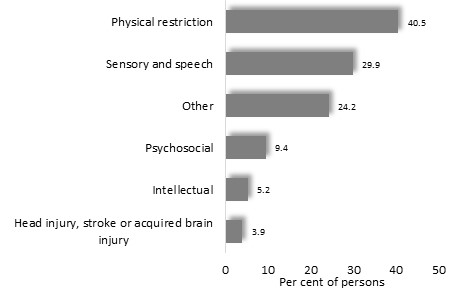 Physical restriction 40.5
Sensory and speech 29.9
Other 24.2
Psychosocial 9.4
Intellectual 5.2
Head injury, stroke or acquired brain
injury 3.9
0 10 20 30 40 50
Per cent of persons